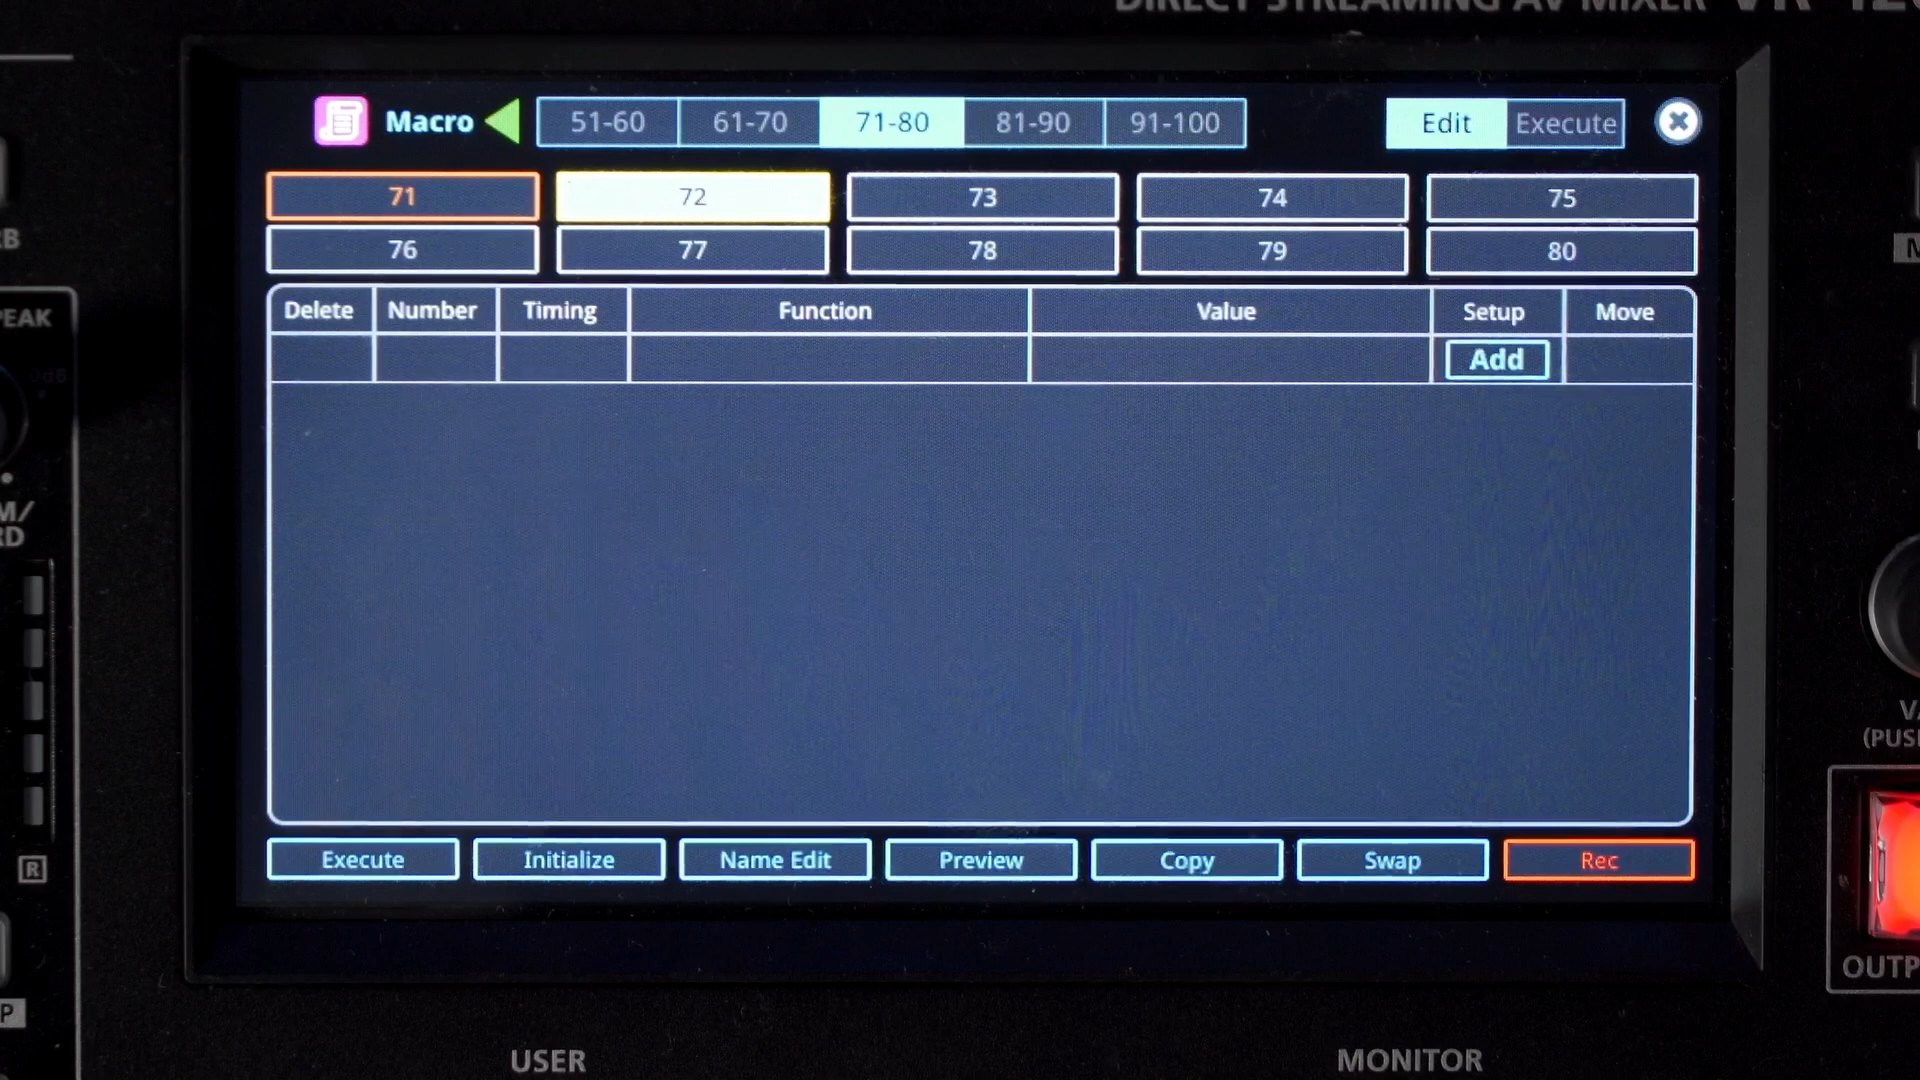 DIRECT STREAMING AV MIXER
Macro
51-60 61-70 71-80 81-90 91-100
Edit Execute
71 72 73 74 75
76 77 78 79 80
Delete Number Timing Function Value Setup Move
Add
Execute Initialize Name Edit Preview Copy Swap Rec
0dB
R
P
USER
MONITOR